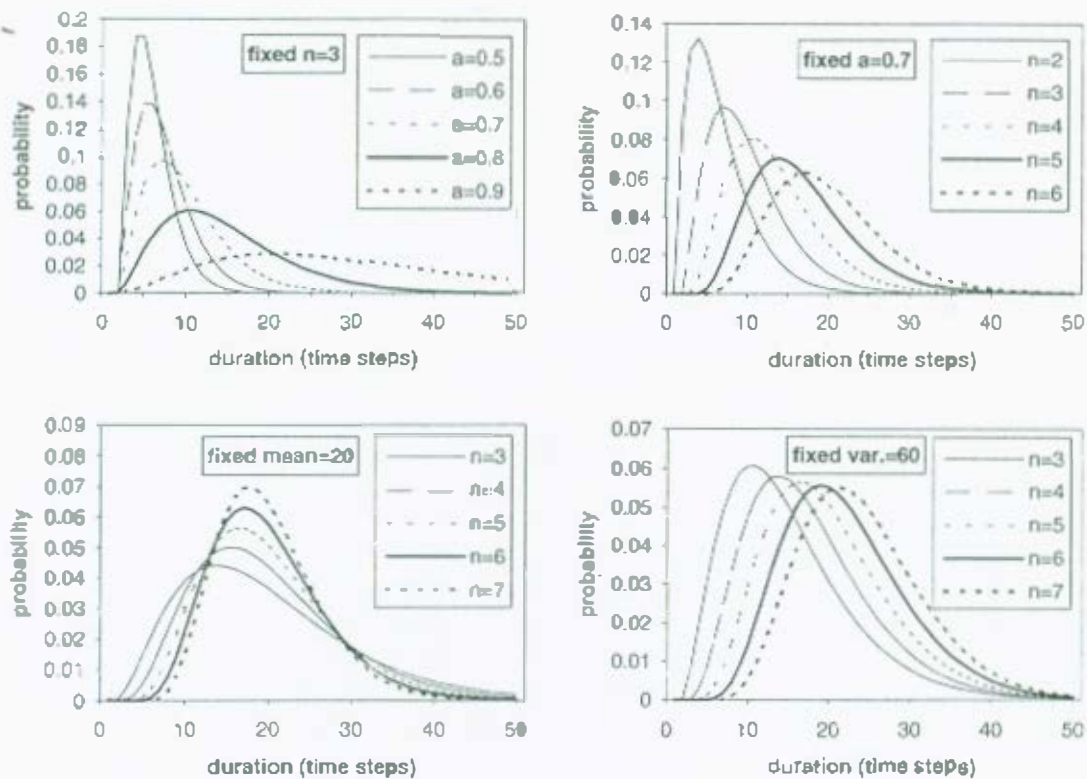 0.2
0.18
0.16
0.14
0.12
0.1
0.08
0.06
0.04
0.02
0
probability
fixed n=3
a=0.5
a=0.6
a=0.7
a=0.8
a=0.9
0 10 20 30 40 50
duration (time steps)
0.14
0.12
0.1
0.08
0.06
0.04
0.02
0
probability
fixed a=0.7
n=2
n=3
n=4
n=5
n=6
0 10 20 30 40 50
duration (time steps)
0.09
0.08
0.07
0.06
0.05
0.04
0.03
0.02
0.01
0
probability
fixed mean=20
n=3
n=4
n=5
n=6
n=7
0 10 20 30 40 50
duration (time steps)
0.07
0.06
0.05
0.04
0.03
0.02
0.01
0
probability
fixed var.=60
n=3
n=4
n=5
n=6
n=7
0 10 20 30 40 50
duration (time steps)